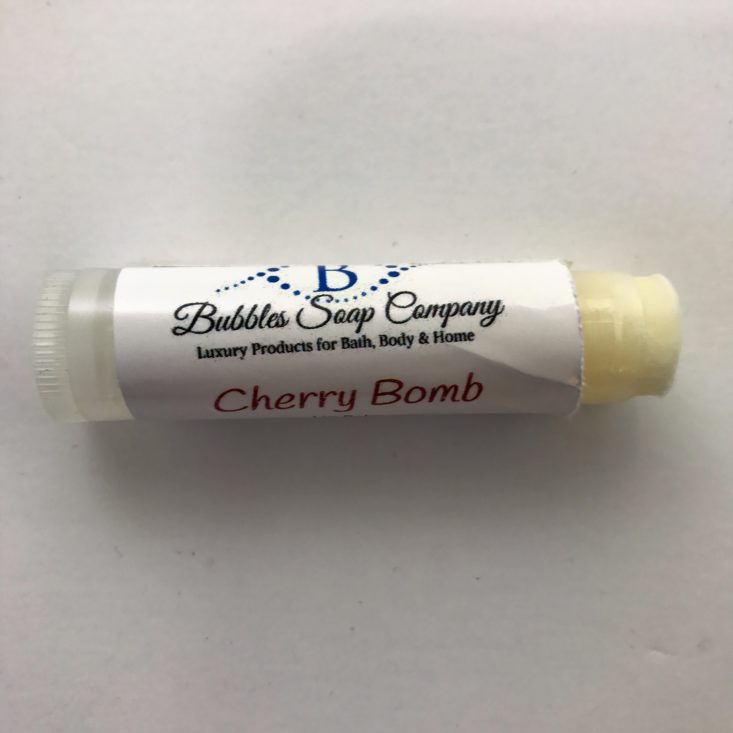 B
Bubbles Soap Company
Luxury Products for Bath, Body & Home
Cherry Bomb